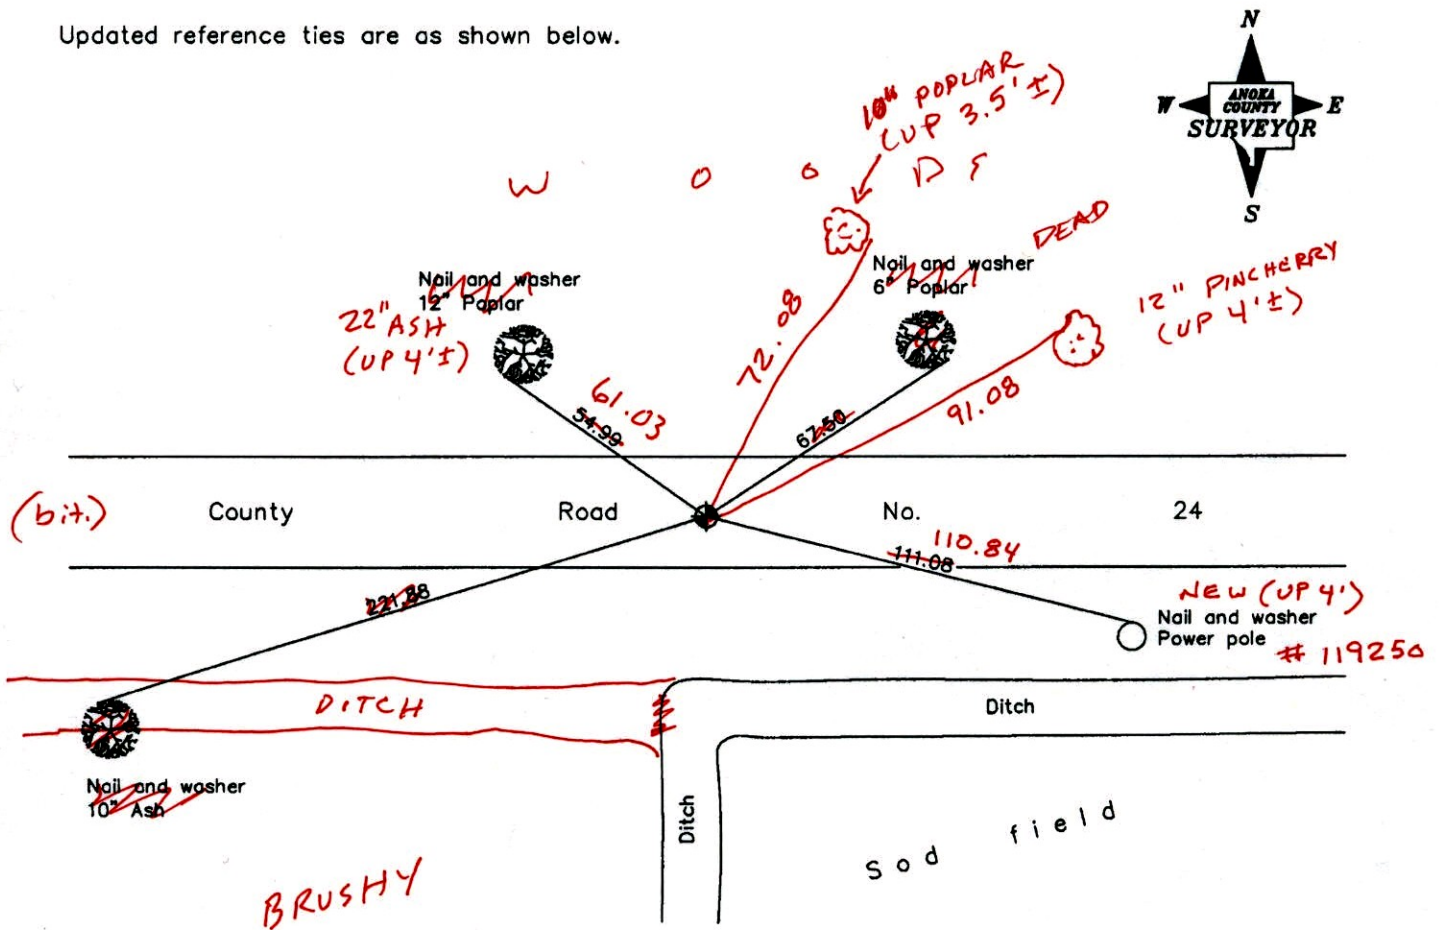 Updated reference ties are as shown below.
N
W
E
ANOKA
COUNTY
SURVEYOR
S
10" POPLAR
(UP 3.5'±)
W O O D S
DEAD
Nail and washer
12" Poplar
22" ASH
(UP 4'±)
Nail and washer
6" Poplar
12" PINCHERRY
(UP 4'±)
72.08
61.03
54.99
67.50
91.08
(bit.)
County Road No. 24
110.84
111.08
221.88
NEW (UP 4')
Nail and washer
Power pole
# 119250
DITCH
Ditch
Nail and washer
10" Ash
Ditch
Sod field
BRUSHY